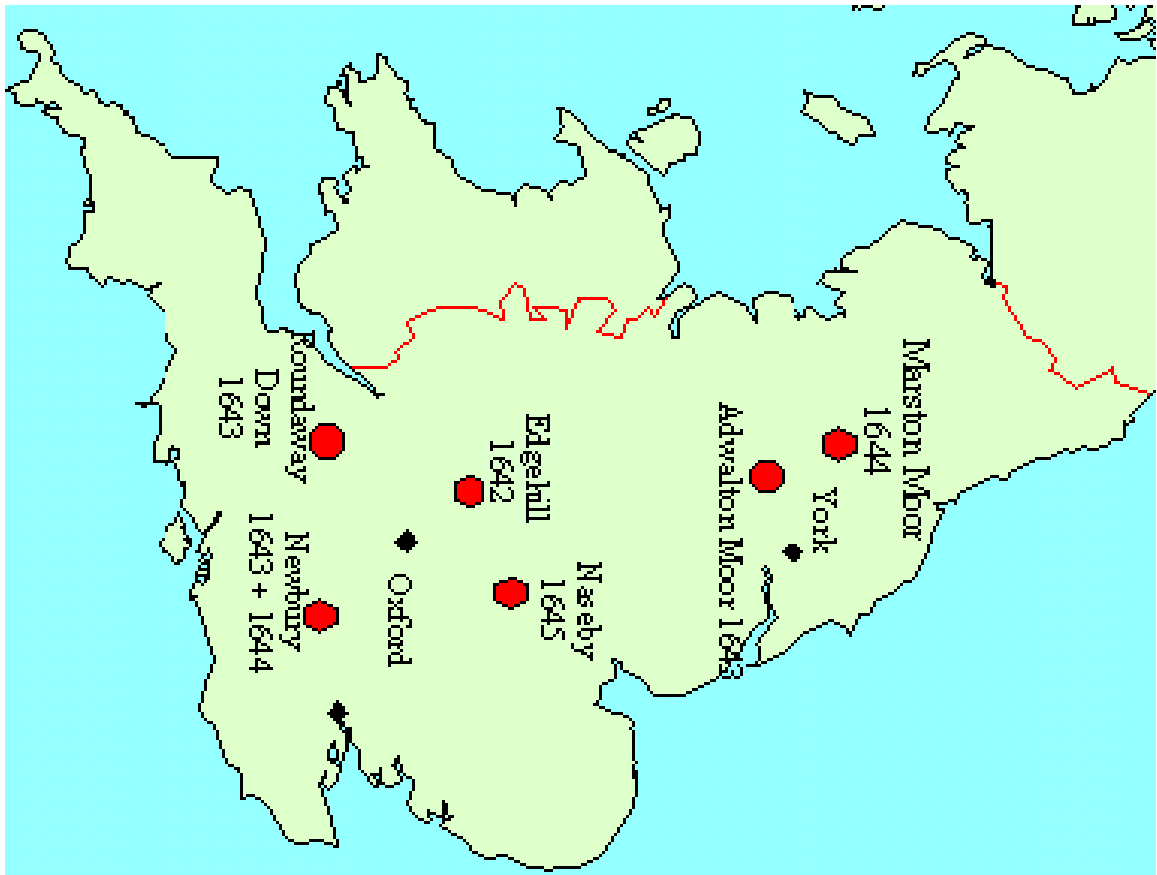 Marston Moor
1644
York
Adwalton Moor 1643
Naseby
1645
Edgehill
1642
Oxford
Roundaway
Down
1643
Newbury
1643 + 1644